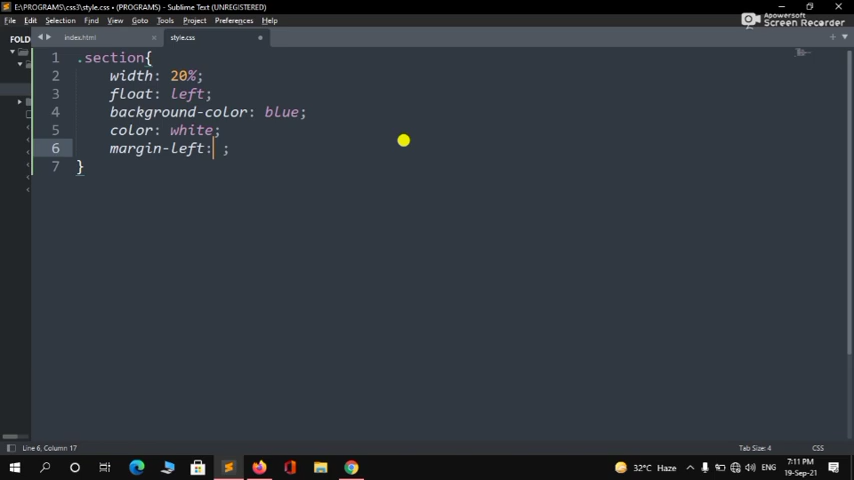 E:\PROGRAMS\css3\style.css • (PROGRAMS) - Sublime Text (UNREGISTERED)
File Edit Selection Find View Goto Tools Project Preferences Help
Apowersoft
Screen Recorder
FOLD
index.html
style.css
1 .section{
2 width: 20%;
3 float: left;
4 background-color: blue;
5 color: white;
6 margin-left: ;
7 }
Line 6, Column 17
Tab Size: 4
CSS
32°C Haze
ENG
7:11 PM
19-Sep-21